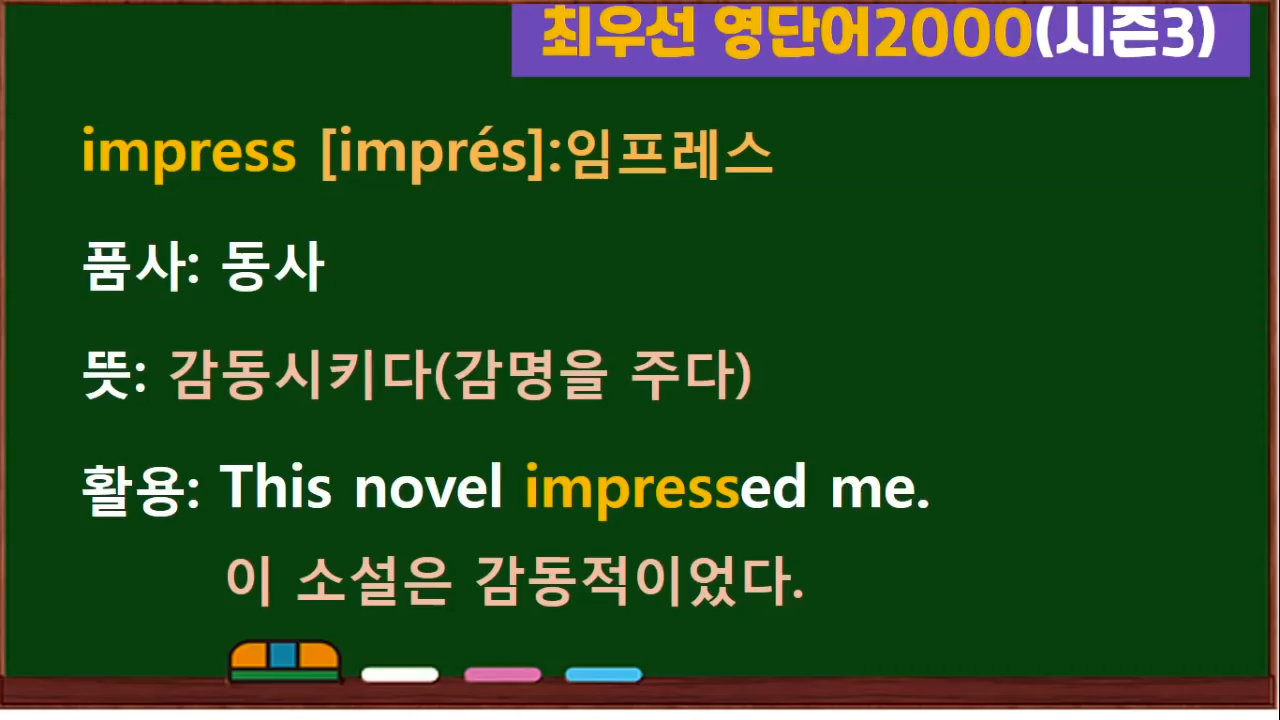 최우선 영단어2000(시즌3)
impress [imprés]:임프레스
품사: 동사
뜻: 감동시키다(감명을 주다)
활용: This novel impressed me.
이 소설은 감동적이었다.